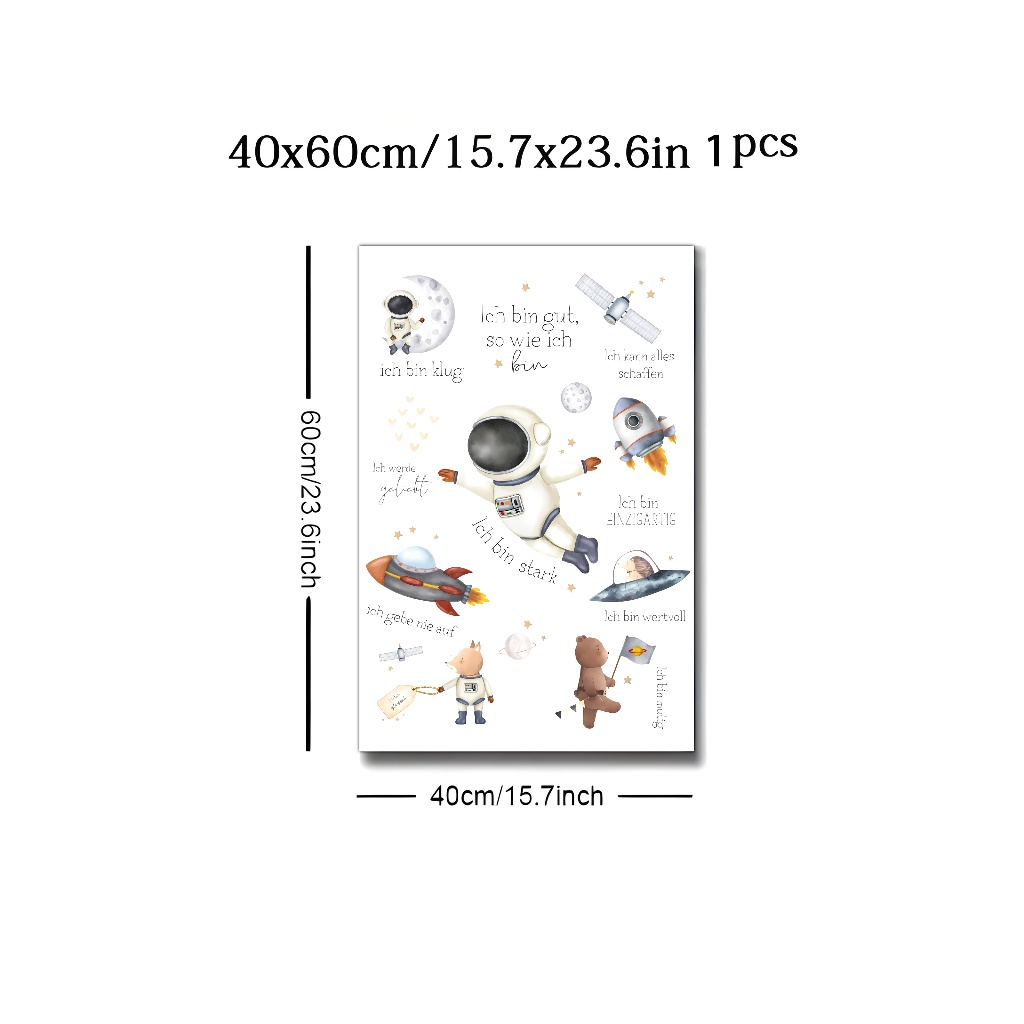 40x60cm/15.7x23.6in 1pcs
60cm/23.6inch
Ich bin gut,
so wie ich
bin
ich bin klug
Ich kann alles
schaffen
Ich werde
geliebt
Ich bin
EINZIGARTIG
Ich bin stark
Ich gebe nie auf
Ich bin wertvoll
Ich bin mutig
40cm/15.7inch